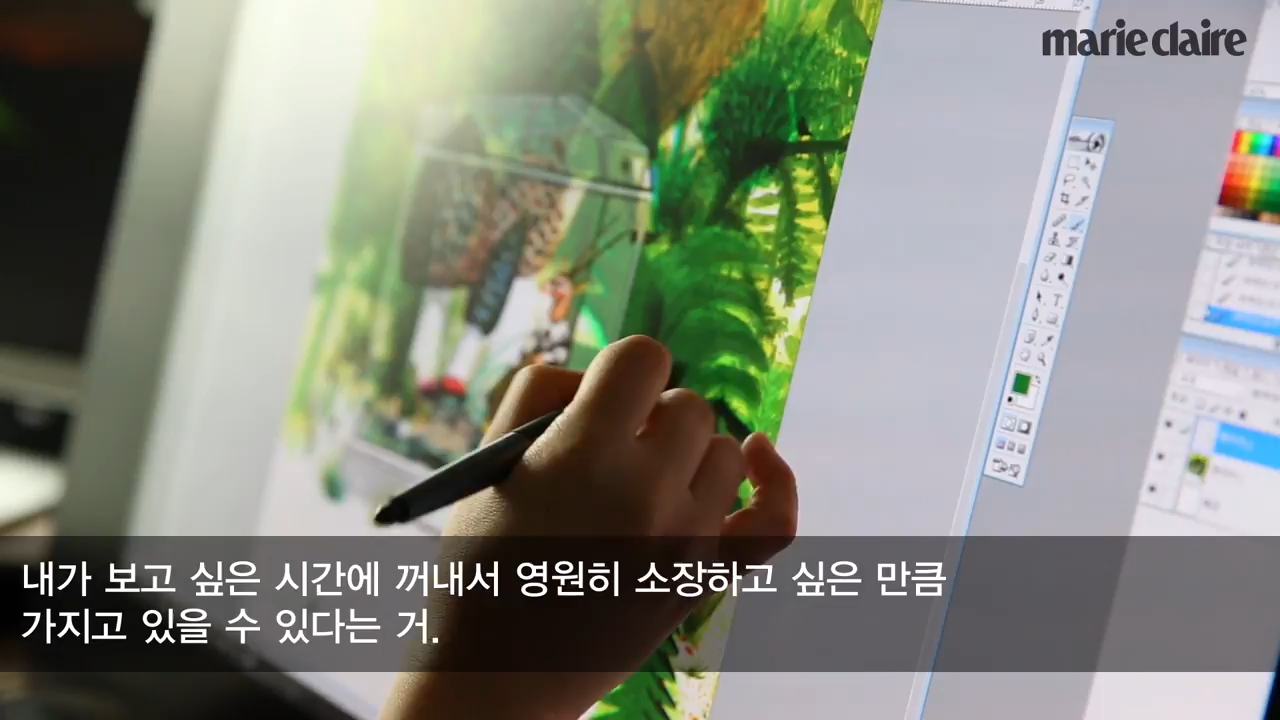 marie claire
내가 보고 싶은 시간에 꺼내서 영원히 소장하고 싶은 만큼
가지고 있을 수 있다는 거.